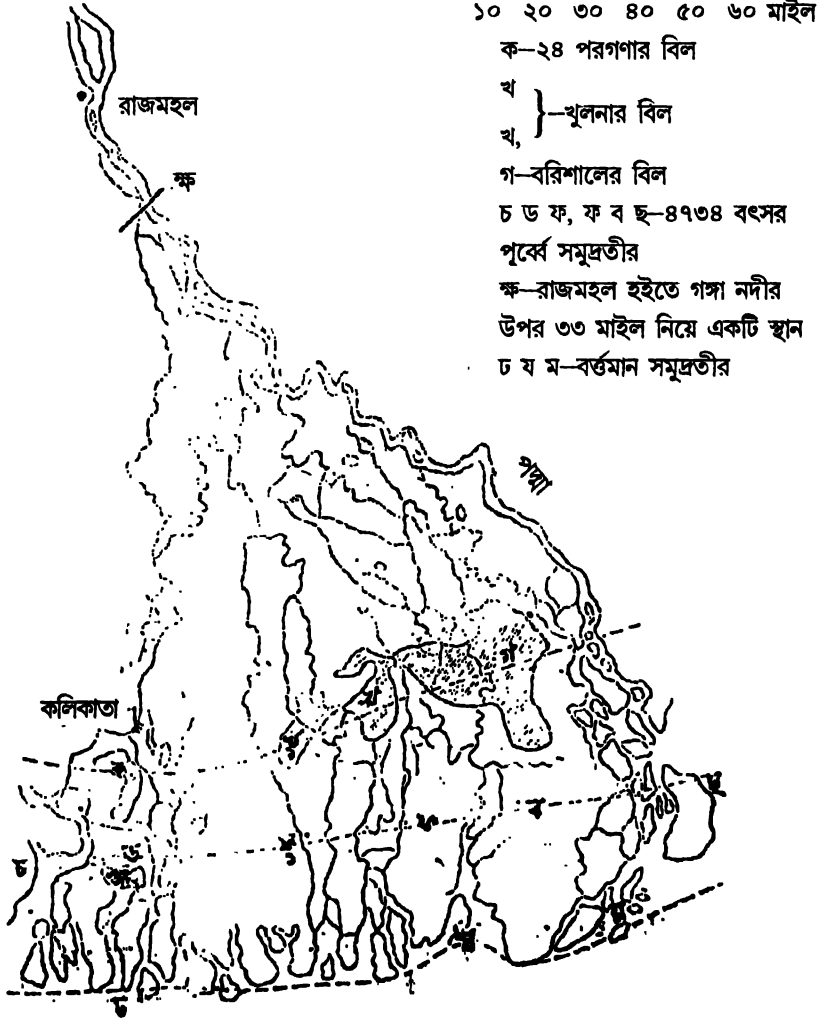 ১০ ২০ ৩০ ৪০ ৫০ ৬০ মাইল
ক–২৪ পরগণার বিল
খ
খ, }–খুলনার বিল
গ–বরিশালের বিল
চ ড ফ, ফ ব ছ–৪৭৩৪ বৎসর
পূর্ব্বে সমুদ্রতীর
ক্ষ–রাজমহল হইতে গঙ্গা নদীর
উপর ৩৩ মাইল নিয়ে একটি স্থান
ঢ য ম–বর্ত্তমান সমুদ্রতীর
রাজমহল
ক্ষ
পদ্মা
গ
খ
কলিকাতা
ক
ছ
ব
ফ
চ
ড
ঢ